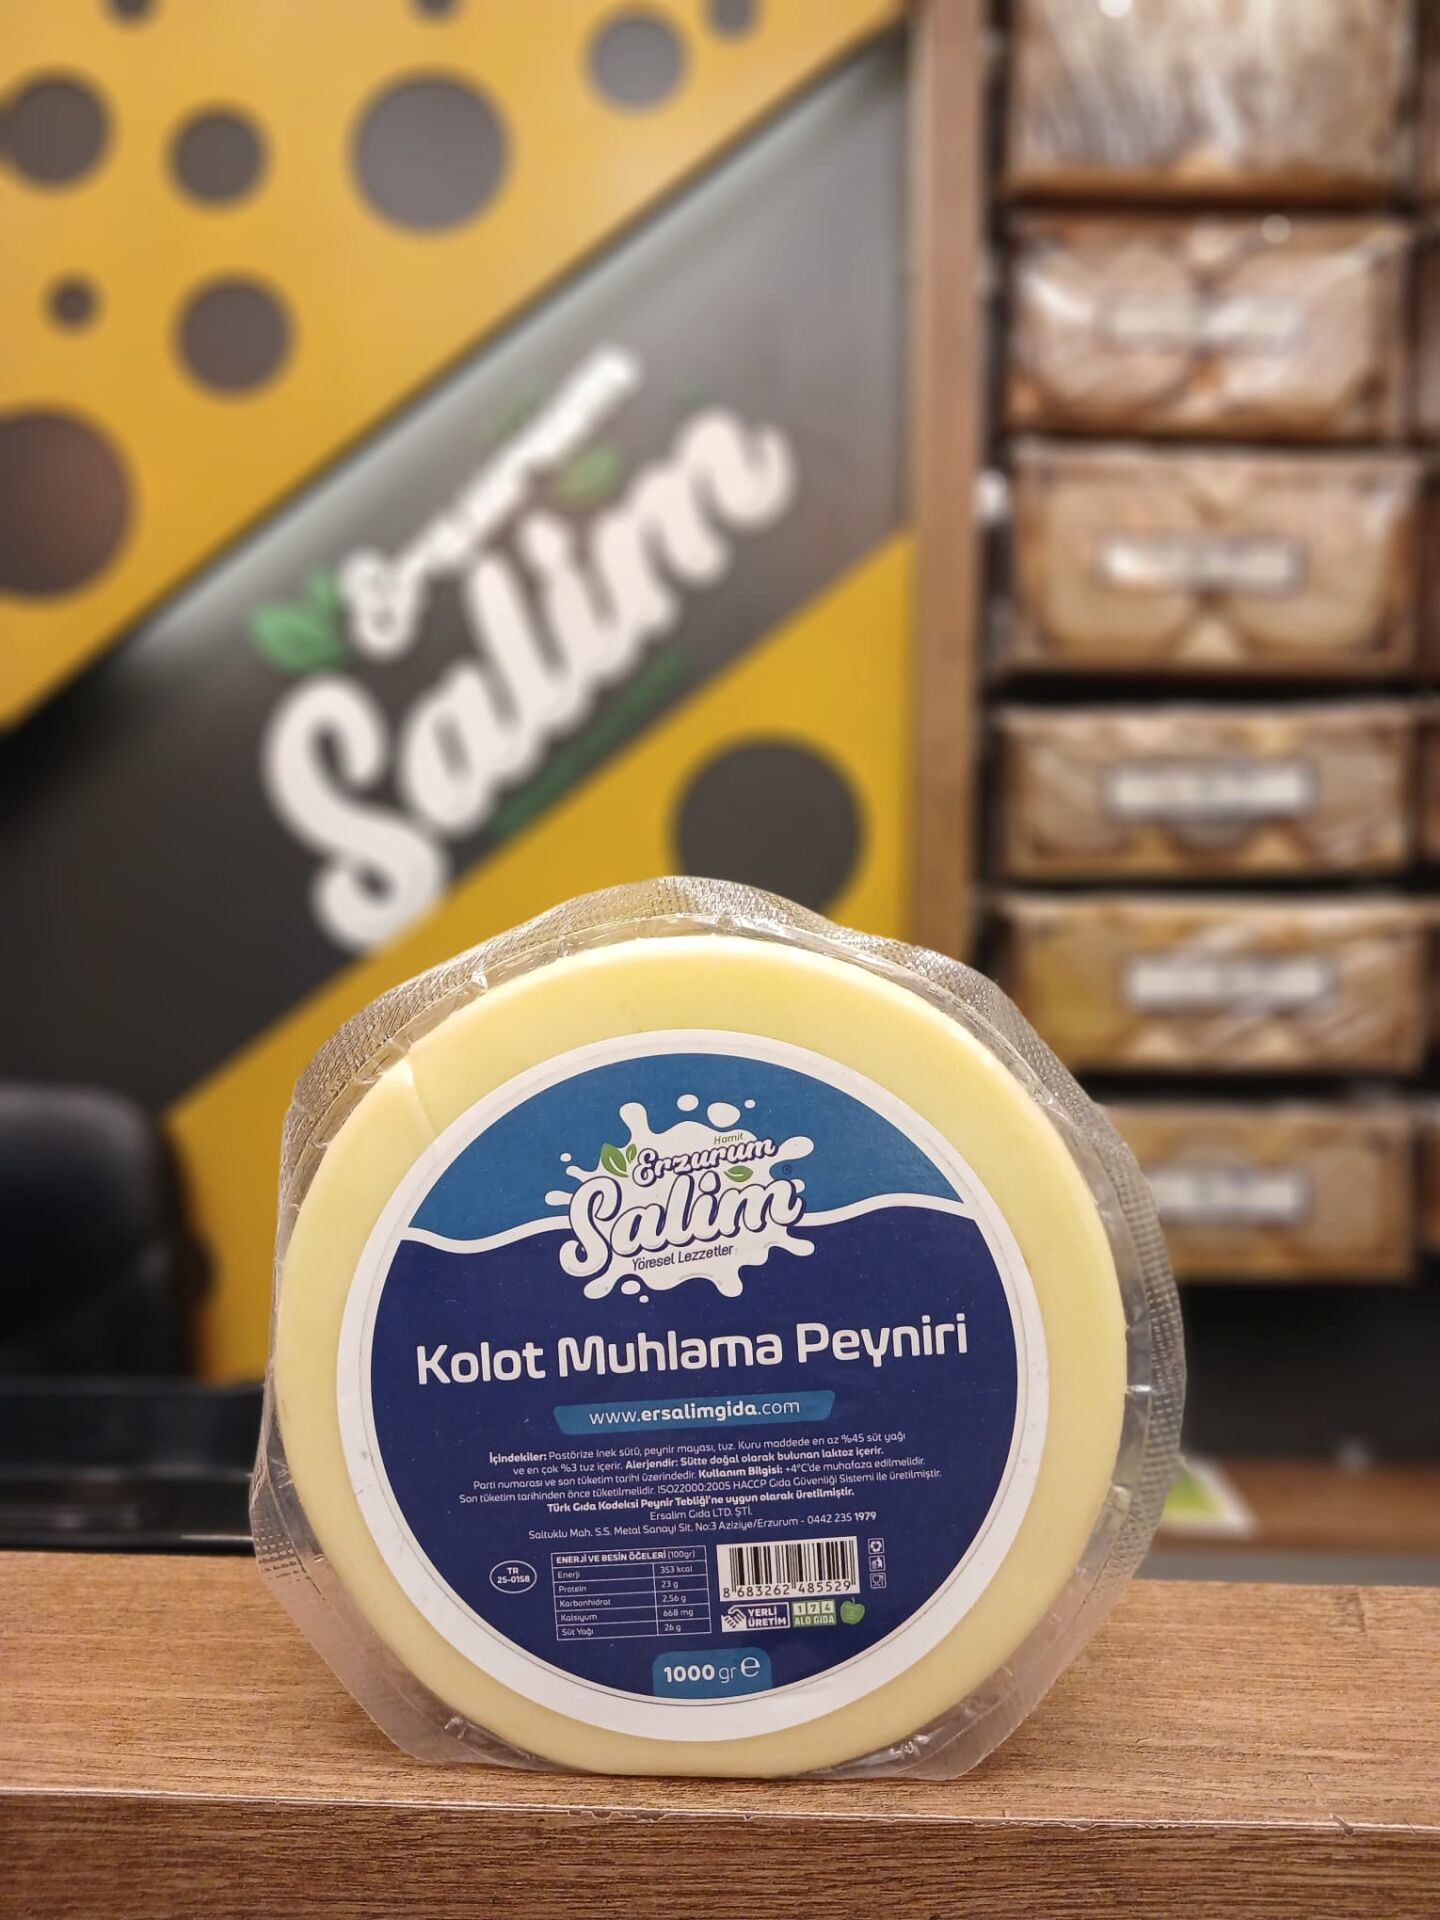 Erzurum
Salim
Hamit
Erzurum
Salim
®
Yöresel Lezzetler
Kolot Muhlama Peyniri
www.ersalimgida.com
İçindekiler: Pastörize inek sütü, peynir mayası, tuz. Kuru maddede en az %45 süt yağı
ve en çok %3 tuz içerir. Alerjendir: Sütte doğal olarak bulunan laktoz içerir.
Parti numarası ve son tüketim tarihi üzerindedir. Kullanım Bilgisi: +4°C'de muhafaza edilmelidir.
Son tüketim tarihinden önce tüketilmelidir. ISO22000:2005 HACCP Gıda Güvenliği Sistemi ile üretilmiştir.
Türk Gıda Kodeksi Peynir Tebliği'ne uygun olarak üretilmiştir.
Ersalim Gıda LTD. ŞTİ.
Saltuklu Mah. S.S. Metal Sanayi Sit. No:3 Aziziye/Erzurum - 0442 235 1979
TR
25-0158
ENERJİ VE BESİN ÖĞELERİ (100gr)
Enerji 353 kcal
Protein 23 g
Karbonhidrat 2,56 g
Kalsiyum 668 mg
Süt Yağı 26 g
8 683262 485529
YERLİ
ÜRETİM
174
ALO GIDA
1000 gr e